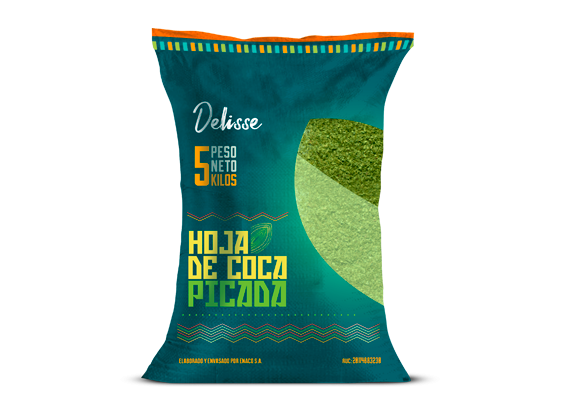 Delisse
5 PESO
NETO
KILOS
HOJA
DE COCA
PICADA
ELABORADO Y ENVASADO POR ENACO S.A.